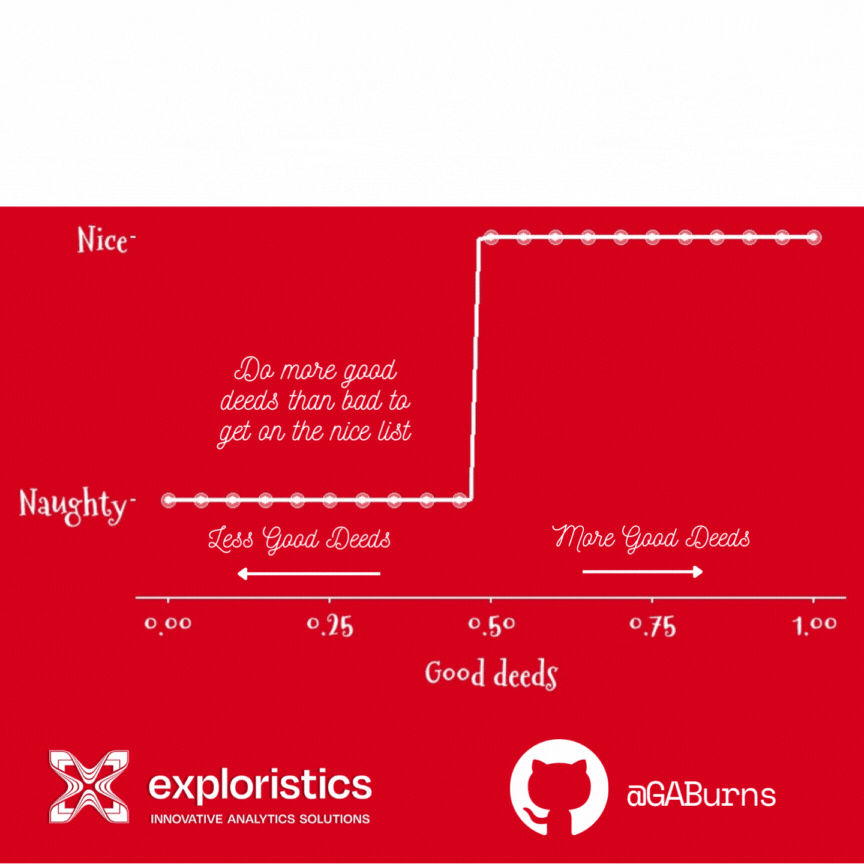 Nice
Do more good
deeds than bad to
get on the nice list
Naughty
Less Good Deeds
More Good Deeds
0.00 0.25 0.50 0.75 1.00
Good deeds
exploristics
INNOVATIVE ANALYTICS SOLUTIONS
@GABurns